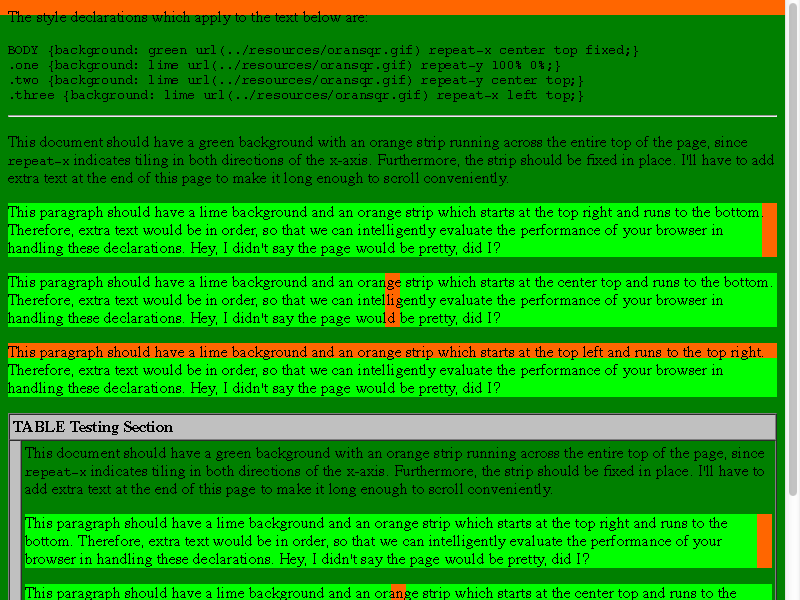 The style declarations which apply to the text below are:
BODY {background: green url(../resources/oransqr.gif) repeat-x center top fixed;}
.one {background: lime url(../resources/oransqr.gif) repeat-y 100% 0%;}
.two {background: lime url(../resources/oransqr.gif) repeat-y center top;}
.three {background: lime url(../resources/oransqr.gif) repeat-x left top;}
This document should have a green background with an orange strip running across the entire top of the page, since
repeat-x indicates tiling in both directions of the x-axis. Furthermore, the strip should be fixed in place. I'll have to add
extra text at the end of this page to make it long enough to scroll conveniently.
This paragraph should have a lime background and an orange strip which starts at the top right and runs to the bottom.
Therefore, extra text would be in order, so that we can intelligently evaluate the performance of your browser in
handling these declarations. Hey, I didn't say the page would be pretty, did I?
This paragraph should have a lime background and an orange strip which starts at the center top and runs to the bottom.
Therefore, extra text would be in order, so that we can intelligently evaluate the performance of your browser in
handling these declarations. Hey, I didn't say the page would be pretty, did I?
This paragraph should have a lime background and an orange strip which starts at the top left and runs to the top right.
Therefore, extra text would be in order, so that we can intelligently evaluate the performance of your browser in
handling these declarations. Hey, I didn't say the page would be pretty, did I?
TABLE Testing Section
This document should have a green background with an orange strip running across the entire top of the page, since
repeat-x indicates tiling in both directions of the x-axis. Furthermore, the strip should be fixed in place. I'll have to
add extra text at the end of this page to make it long enough to scroll conveniently.
This paragraph should have a lime background and an orange strip which starts at the top right and runs to the
bottom. Therefore, extra text would be in order, so that we can intelligently evaluate the performance of your
browser in handling these declarations. Hey, I didn't say the page would be pretty, did I?
This paragraph should have a lime background and an orange strip which starts at the center top and runs to the